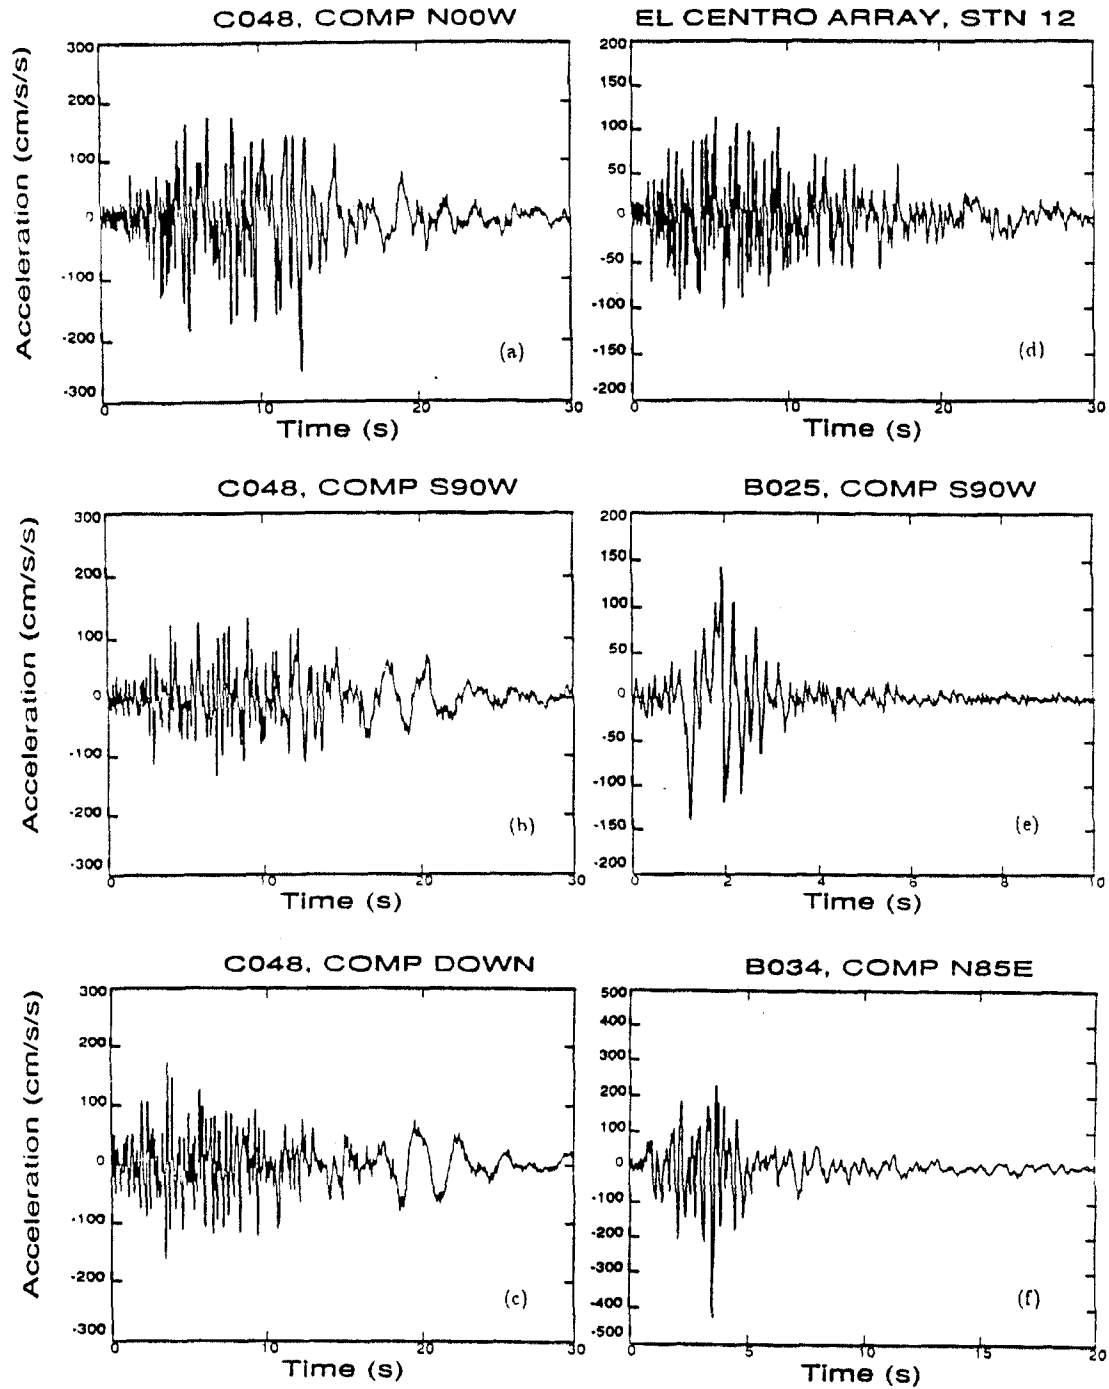 C048, COMP N00W
Acceleration (cm/s/s)
300
200
100
0
-100
-200
-300
0 10 20 30
Time (s)
(a)
EL CENTRO ARRAY, STN 12
200
150
100
50
0
-50
-100
-150
-200
0 10 20 30
Time (s)
(d)
C048, COMP S90W
Acceleration (cm/s/s)
300
200
100
0
-100
-200
-300
0 10 20 30
Time (s)
(b)
B025, COMP S90W
200
150
100
50
0
-50
-100
-150
-200
0 2 4 6 8 10
Time (s)
(e)
C048, COMP DOWN
Acceleration (cm/s/s)
300
200
100
0
-100
-200
-300
0 10 20 30
Time (s)
(c)
B034, COMP N85E
500
400
300
200
100
0
-100
-200
-300
-400
-500
0 5 10 15 20
Time (s)
(f)